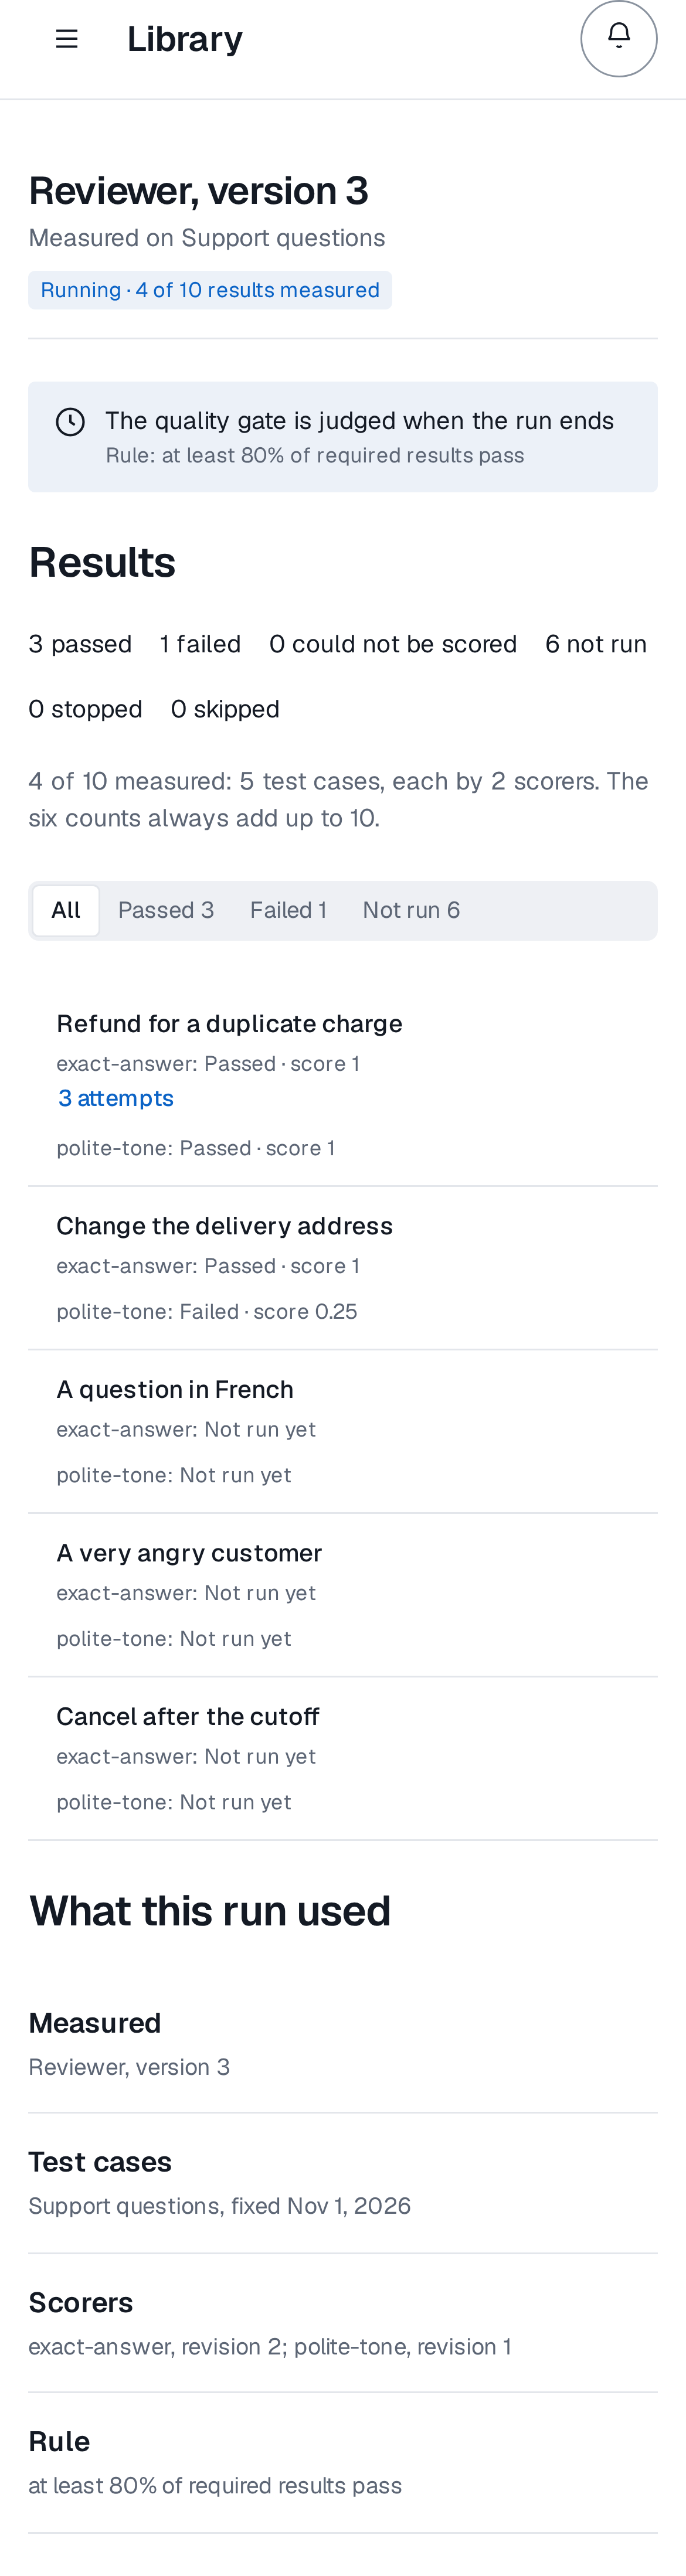 Library
Reviewer, version 3
Measured on Support questions
Running · 4 of 10 results measured
The quality gate is judged when the run ends
Rule: at least 80% of required results pass
Results
3 passed 1 failed 0 could not be scored 6 not run
0 stopped 0 skipped
4 of 10 measured: 5 test cases, each by 2 scorers. The
six counts always add up to 10.
All Passed 3 Failed 1 Not run 6
Refund for a duplicate charge
exact-answer: Passed · score 1
3 attempts
polite-tone: Passed · score 1
Change the delivery address
exact-answer: Passed · score 1
polite-tone: Failed · score 0.25
A question in French
exact-answer: Not run yet
polite-tone: Not run yet
A very angry customer
exact-answer: Not run yet
polite-tone: Not run yet
Cancel after the cutoff
exact-answer: Not run yet
polite-tone: Not run yet
What this run used
Measured
Reviewer, version 3
Test cases
Support questions, fixed Nov 1, 2026
Scorers
exact-answer, revision 2; polite-tone, revision 1
Rule
at least 80% of required results pass